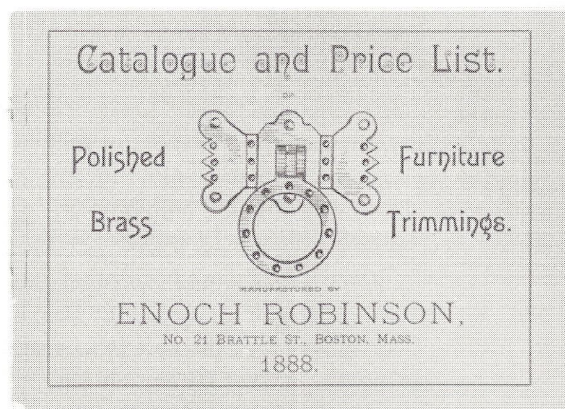 Catalogue and Price List.
OF
Polished Furniture
Brass Trimmings.
MANUFACTURED BY
ENOCH ROBINSON,
No. 21 Brattle St., Boston, Mass.
1888.